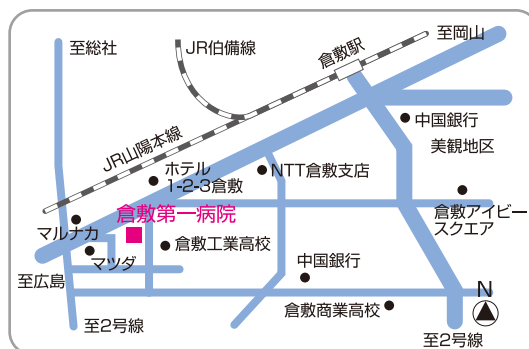 至岡山
至総社
JR伯備線
倉敷駅
JR山陽本線
中国銀行
美観地区
ホテル
1-2-3倉敷
NTT倉敷支店
倉敷アイビー
スクエア
倉敷第一病院
マルナカ
倉敷工業高校
マツダ
至広島
中国銀行
倉敷商業高校
N
至2号線
至2号線